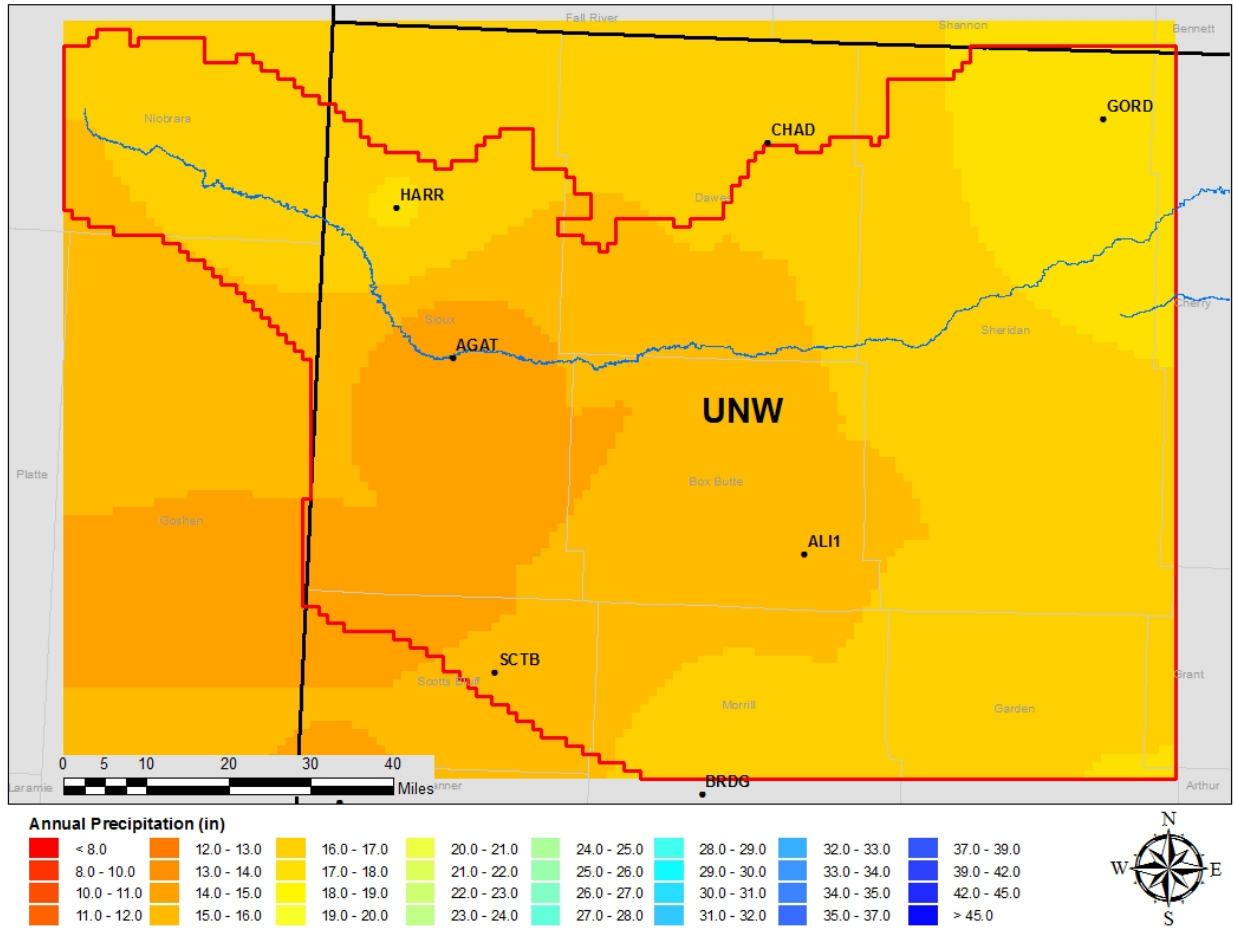 Fall River
Shannon
Bennett
GORD
Niobrara
CHAD
HARR
Dawes
Cherry
Sioux
Sheridan
AGAT
UNW
Platte
Box Butte
Goshen
ALI1
SCTB
Scotts Bluff
Grant
Morrill
Garden
0 5 10 20 30 40
Miles
BRDG
Laramie
anner
Arthur
Annual Precipitation (in)
< 8.0 12.0 - 13.0 16.0 - 17.0 20.0 - 21.0 24.0 - 25.0 28.0 - 29.0 32.0 - 33.0 37.0 - 39.0
8.0 - 10.0 13.0 - 14.0 17.0 - 18.0 21.0 - 22.0 25.0 - 26.0 29.0 - 30.0 33.0 - 34.0 39.0 - 42.0
10.0 - 11.0 14.0 - 15.0 18.0 - 19.0 22.0 - 23.0 26.0 - 27.0 30.0 - 31.0 34.0 - 35.0 42.0 - 45.0
11.0 - 12.0 15.0 - 16.0 19.0 - 20.0 23.0 - 24.0 27.0 - 28.0 31.0 - 32.0 35.0 - 37.0 > 45.0
N
W E
S